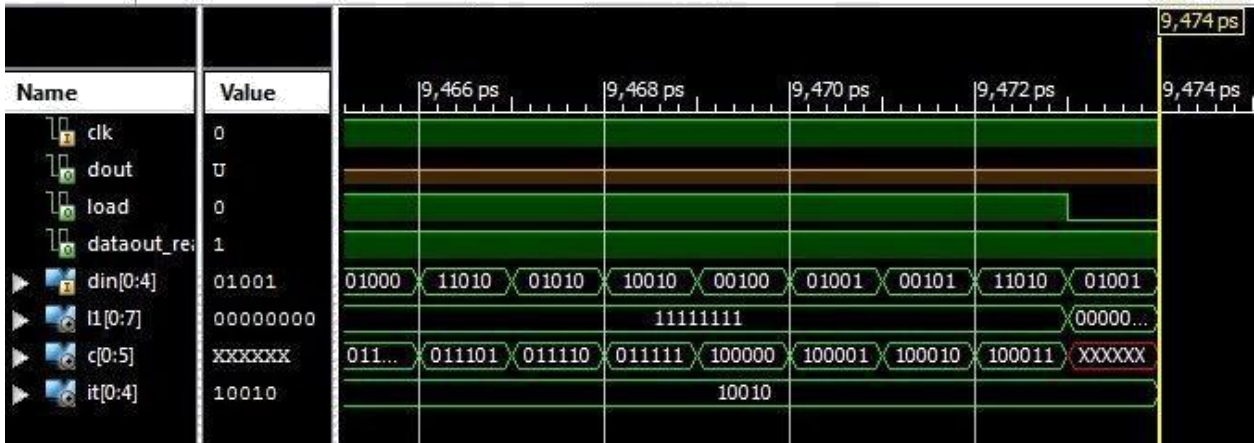 9,474 ps
Name Value 9,466 ps 9,468 ps 9,470 ps 9,472 ps 9,474 ps
clk 0
dout U
load 0
dataout_rea 1
din[0:4] 01001 01000 11010 01010 10010 00100 01001 00101 11010 01001
l1[0:7] 00000000 11111111 00000...
c[0:5] XXXXXX 011... 011101 011110 011111 100000 100001 100010 100011 XXXXXX
it[0:4] 10010 10010